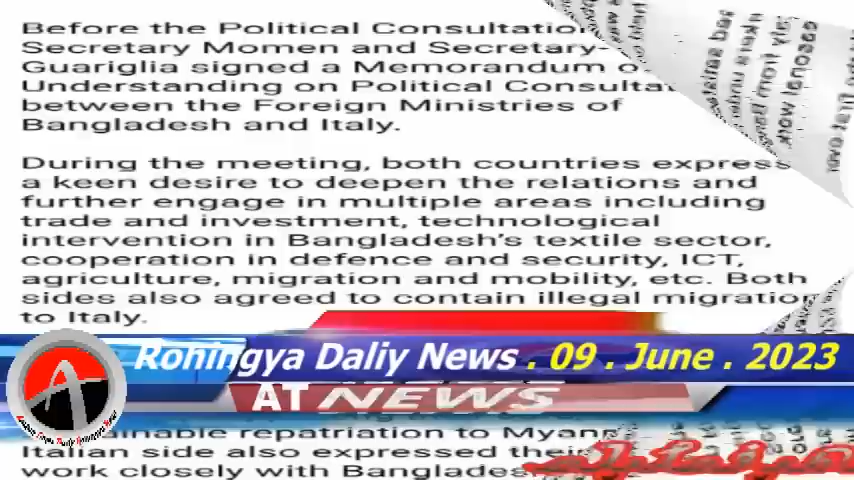 Before the Political Consultation
Secretary Momen and Secretary-
Guariglia signed a Memorandum o
Understanding on Political Consultat
between the Foreign Ministries of
Bangladesh and Italy.
During the meeting, both countries express
a keen desire to deepen the relations and
further engage in multiple areas including
trade and investment, technological
intervention in Bangladesh's textile sector,
cooperation in defence and security, ICT,
agriculture, migration and mobility, etc. Both
sides also agreed to contain illegal migration
to Italy.
Rohingya Daliy News . 09 . June . 2023
AT NEWS
inable repatriation to Myanm
Italian side also expressed their
work closely with Banglades